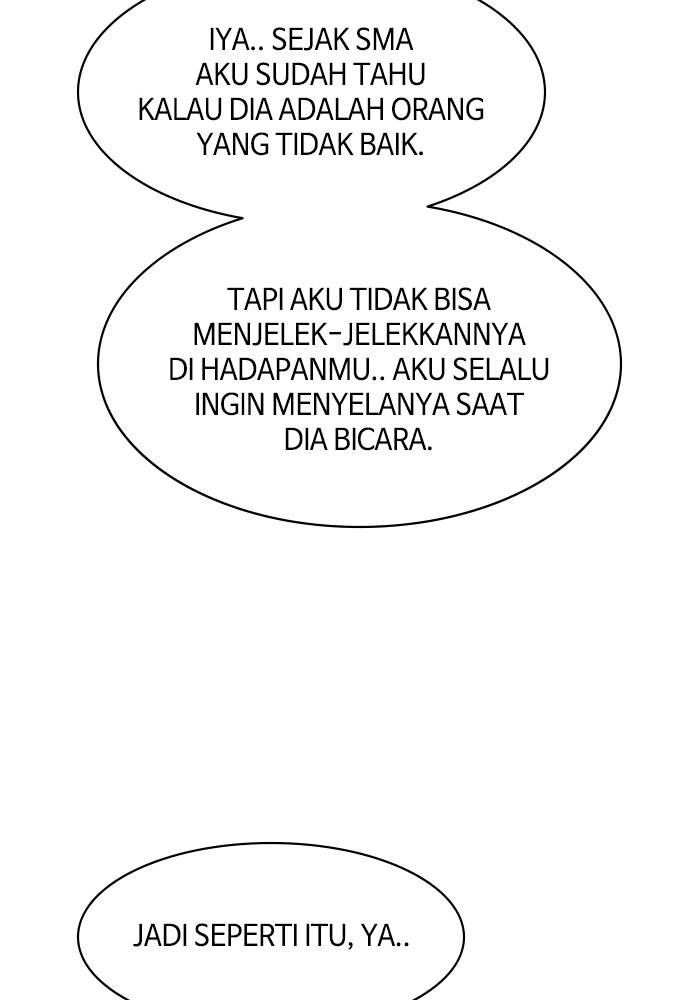 IYA.. SEJAK SMA
AKU SUDAH TAHU
KALAU DIA ADALAH ORANG
YANG TIDAK BAIK.
TAPI AKU TIDAK BISA
MENJELEK-JELEKKANNYA
DI HADAPANMU.. AKU SELALU
INGIN MENYELANYA SAAT
DIA BICARA.
JADI SEPERTI ITU, YA..